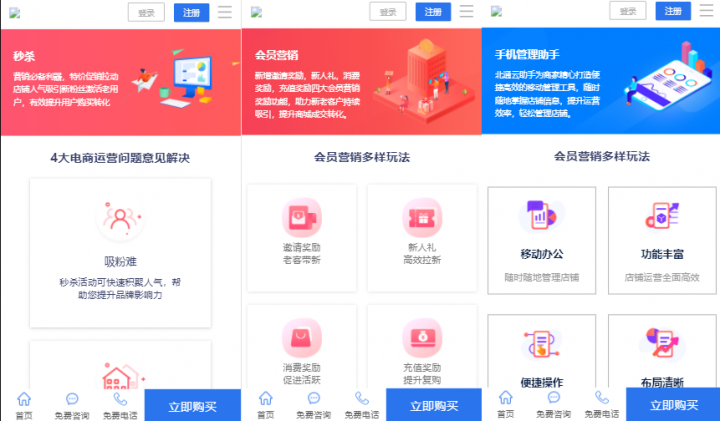 登录
注册
秒杀
营销必备利器，特价促销拉动
店铺人气吸引新粉丝激活老用
户，有效提升用户购买转化
4大电商运营问题意见解决
吸粉难
秒杀活动可快速积聚人气，帮
助您提升品牌影响力
首页
免费咨询
免费电话
立即购买
登录
注册
会员营销
新增邀请奖励，新人礼，消费
奖励，充值奖励四大会员营销
奖励功能，助力新老客户持续
吸引，提升商城成交转化。
会员营销多样玩法
邀请奖励
老客带新
新人礼
高效拉新
消费奖励
促进活跃
充值奖励
提升复购
首页
免费咨询
免费电话
立即购买
登录
注册
手机管理助手
北通云助手为商家精心打造便
捷高效的移动管理工具，随时
随地掌握店铺信息，提升运营
效率，轻松管理店铺。
会员营销多样玩法
移动办公
随时随地管理店铺
功能丰富
店铺运营全面高效
便捷操作
布局清晰
首页
免费咨询
免费电话
立即购买